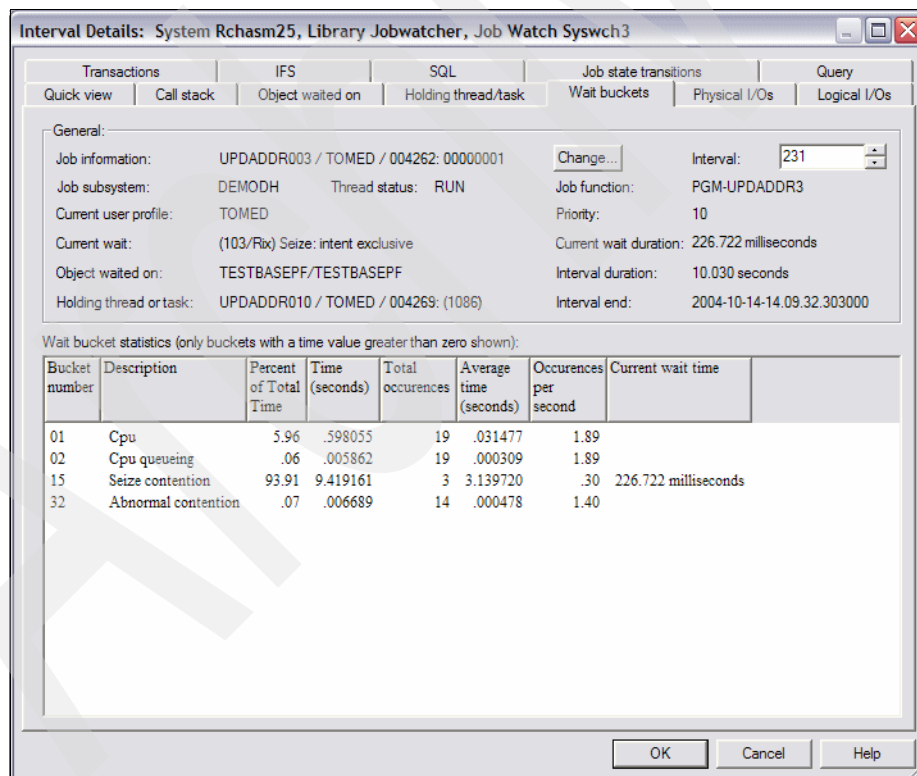 Interval Details: System Rchasm25, Library Jobwatcher, Job Watch Syswch3
Transactions IFS SQL Job state transitions Query
Quick view Call stack Object waited on Holding thread/task Wait buckets Physical I/Os Logical I/Os
General:
Job information: UPDADDR003 / TOMED / 004262: 00000001 Change... Interval: 231
Job subsystem: DEMODH Thread status: RUN Job function: PGM-UPDADDR3
Current user profile: TOMED Priority: 10
Current wait: (103/Rix) Seize: intent exclusive Current wait duration: 226.722 milliseconds
Object waited on: TESTBASEPF/TESTBASEPF Interval duration: 10.030 seconds
Holding thread or task: UPDADDR010 / TOMED / 004269: (1086) Interval end: 2004-10-14-14.09.32.303000
Wait bucket statistics (only buckets with a time value greater than zero shown):
Bucket Description Percent Time Total Average Occurences Current wait time
number of Total (seconds) occurences time per
Time (seconds) second
01 Cpu 5.96 .598055 19 .031477 1.89
02 Cpu queueing .06 .005862 19 .000309 1.89
15 Seize contention 93.91 9.419161 3 3.139720 .30 226.722 milliseconds
32 Abnormal contention .07 .006689 14 .000478 1.40
OK Cancel Help